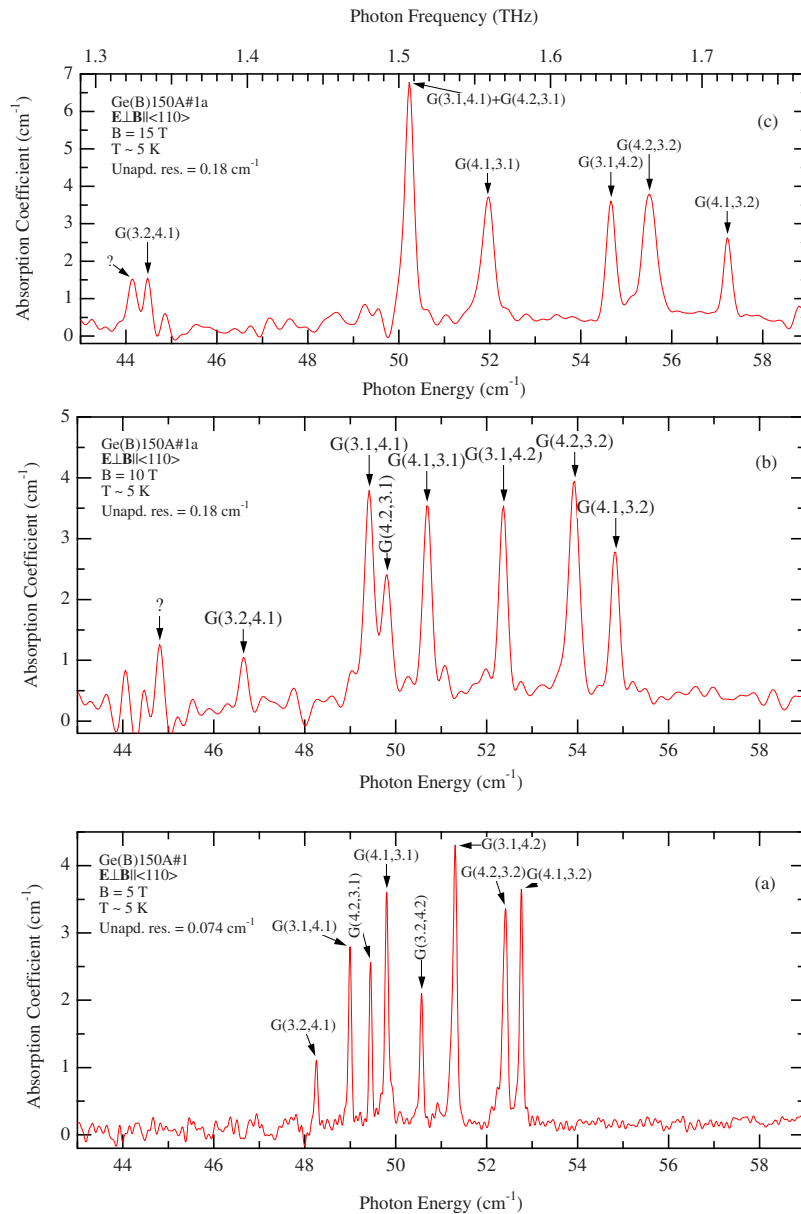 Photon Frequency (THz)
1.3 1.4 1.5 1.6 1.7
7
6
5
4
3
2
1
0
Absorption Coefficient (cm⁻¹)
Ge(B)150A#1a
E⊥B||<110>
B = 15 T
T ~ 5 K
Unapd. res. = 0.18 cm⁻¹
(c)
?
G(3.2,4.1)
G(3.1,4.1)+G(4.2,3.1)
G(4.1,3.1)
G(3.1,4.2)
G(4.2,3.2)
G(4.1,3.2)
44 46 48 50 52 54 56 58
Photon Energy (cm⁻¹)
5
4
3
2
1
0
Absorption Coefficient (cm⁻¹)
Ge(B)150A#1a
E⊥B||<110>
B = 10 T
T ~ 5 K
Unapd. res. = 0.18 cm⁻¹
(b)
?
G(3.2,4.1)
G(3.1,4.1)
G(4.2,3.1)
G(4.1,3.1)
G(3.1,4.2)
G(4.2,3.2)
G(4.1,3.2)
44 46 48 50 52 54 56 58
Photon Energy (cm⁻¹)
4
3
2
1
0
Absorption Coefficient (cm⁻¹)
Ge(B)150A#1
E⊥B||<110>
B = 5 T
T ~ 5 K
Unapd. res. = 0.074 cm⁻¹
(a)
G(3.2,4.1)
G(3.1,4.1)
G(4.2,3.1)
G(4.1,3.1)
G(3.2,4.2)
G(3.1,4.2)
G(4.2,3.2)
G(4.1,3.2)
44 46 48 50 52 54 56 58
Photon Energy (cm⁻¹)